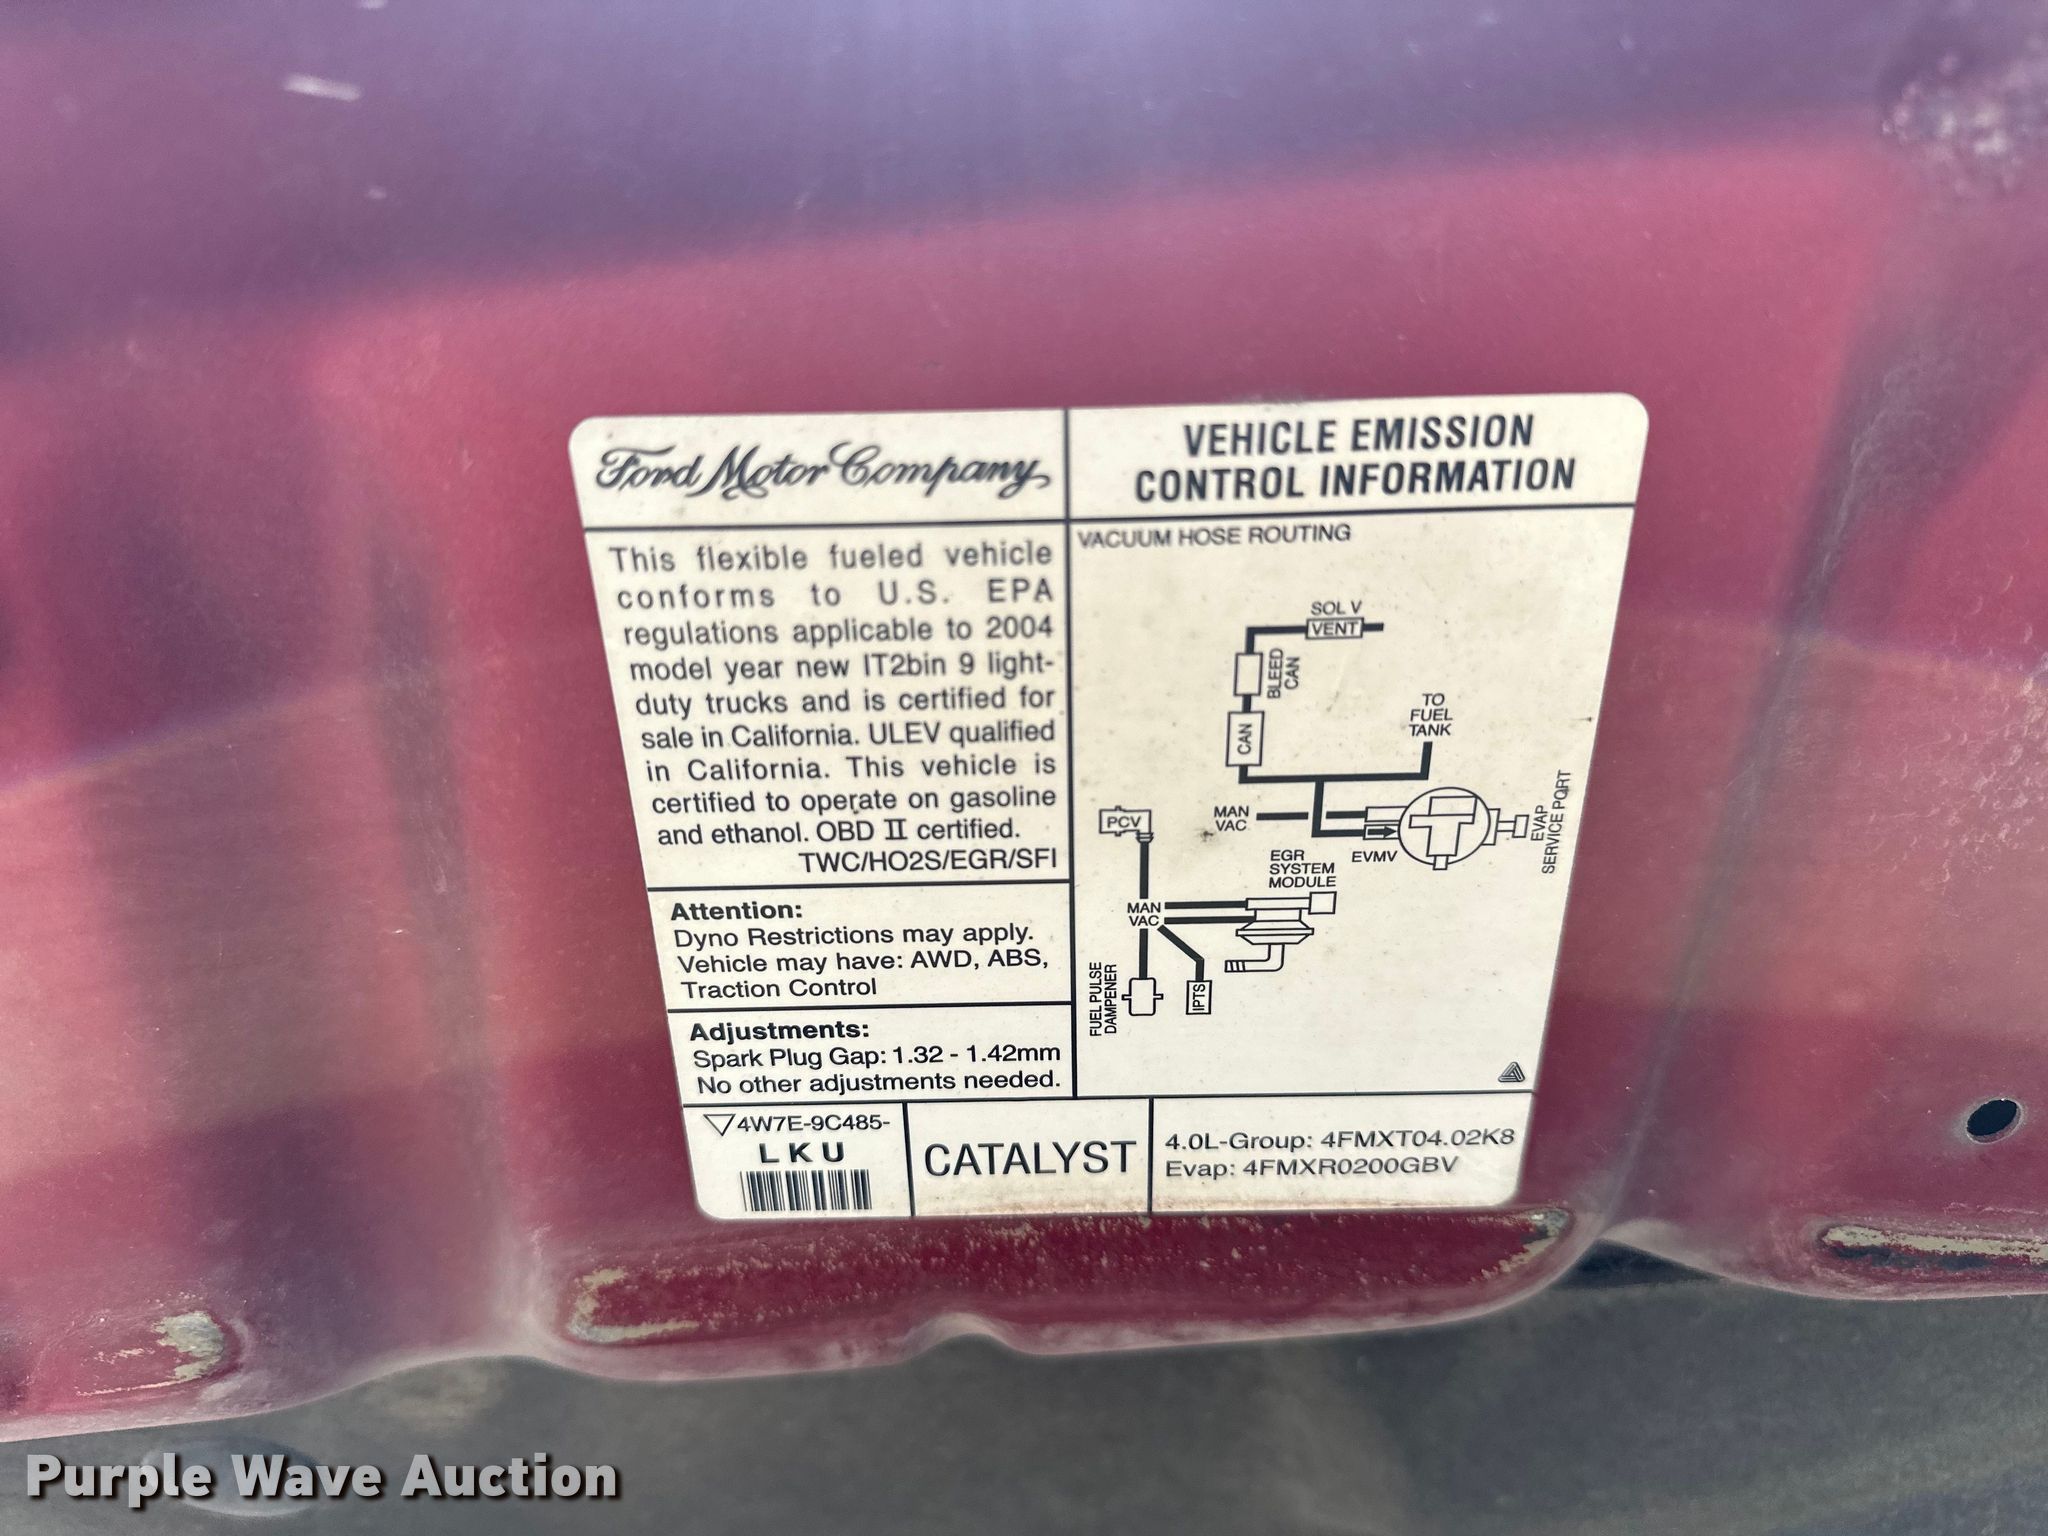 Ford Motor Company
VEHICLE EMISSION
CONTROL INFORMATION
This flexible fueled vehicle
conforms to U.S. EPA
regulations applicable to 2004
model year new IT2bin 9 light-
duty trucks and is certified for
sale in California. ULEV qualified
in California. This vehicle is
certified to operate on gasoline
and ethanol. OBD II certified.
TWC/HO2S/EGR/SFI
Attention:
Dyno Restrictions may apply.
Vehicle may have: AWD, ABS,
Traction Control
Adjustments:
Spark Plug Gap: 1.32 - 1.42mm
No other adjustments needed.
VACUUM HOSE ROUTING
SOL V
VENT
BLEED
CAN
CAN
TO
FUEL
TANK
MAN
VAC
EVMV
EVAP
SERVICE PORT
PCV
EGR
SYSTEM
MODULE
MAN
VAC
FUEL PULSE
DAMPENER
IPTS
4W7E-9C485-
LKU
CATALYST
4.0L-Group: 4FMXT04.02K8
Evap: 4FMXR0200GBV
Purple Wave Auction